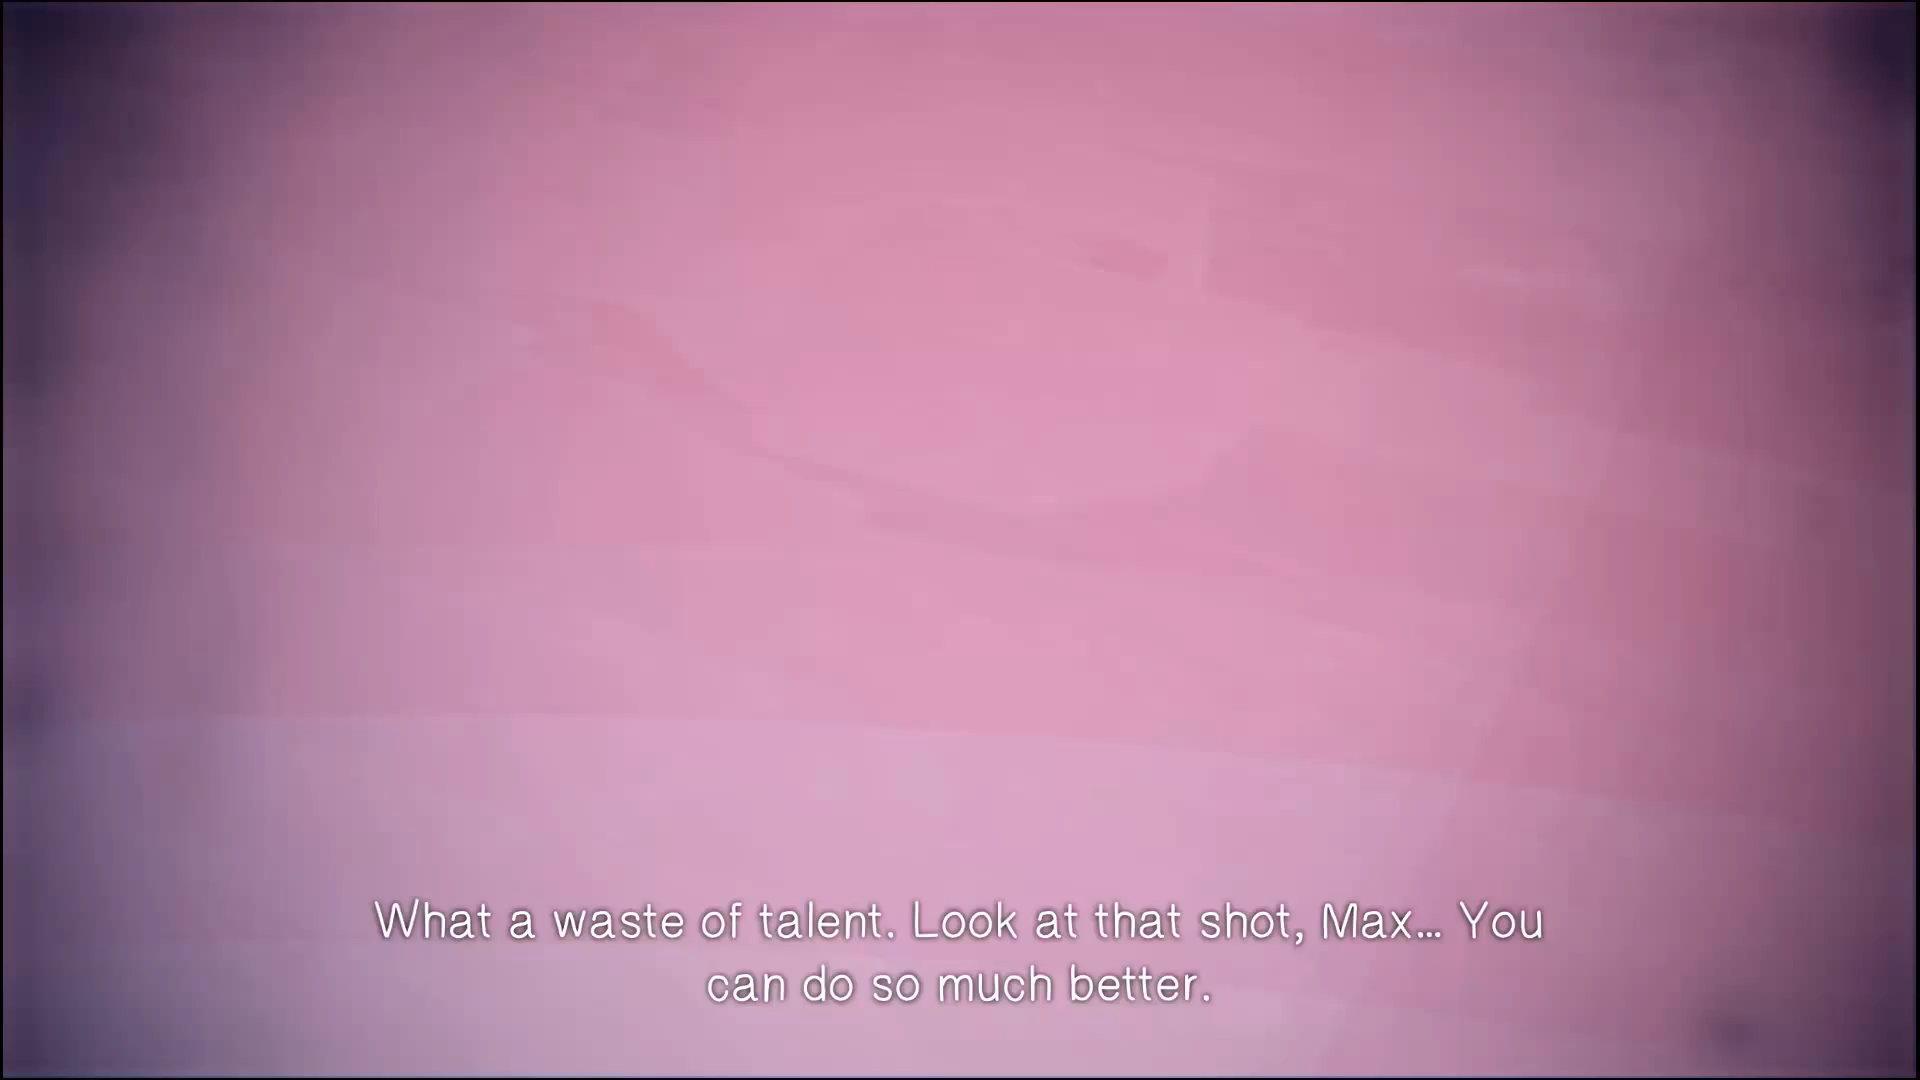 What a waste of talent. Look at that shot, Max... You
can do so much better.